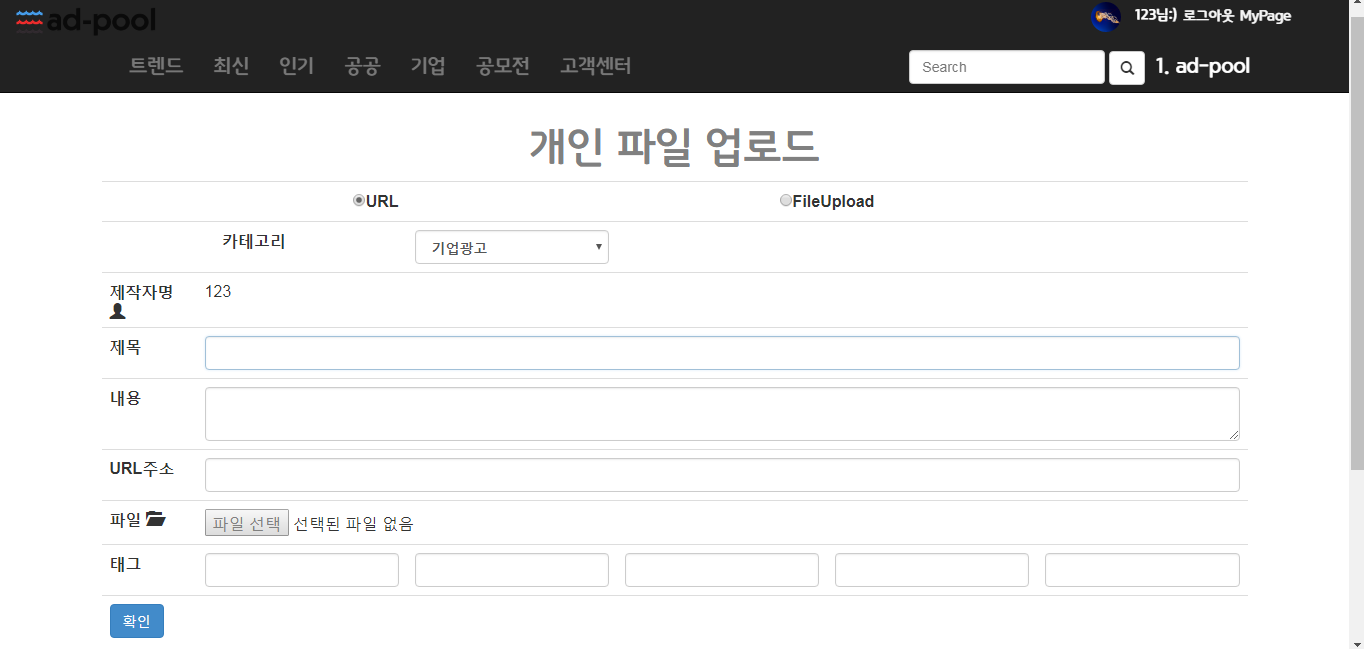 ad-pool
123님:) 로그아웃 MyPage
트렌드 최신 인기 공공 기업 공모전 고객센터
Search
1. ad-pool
개인 파일 업로드
URL FileUpload
카테고리 기업광고
제작자명 123
제목
내용
URL주소
파일 파일 선택 선택된 파일 없음
태그
확인